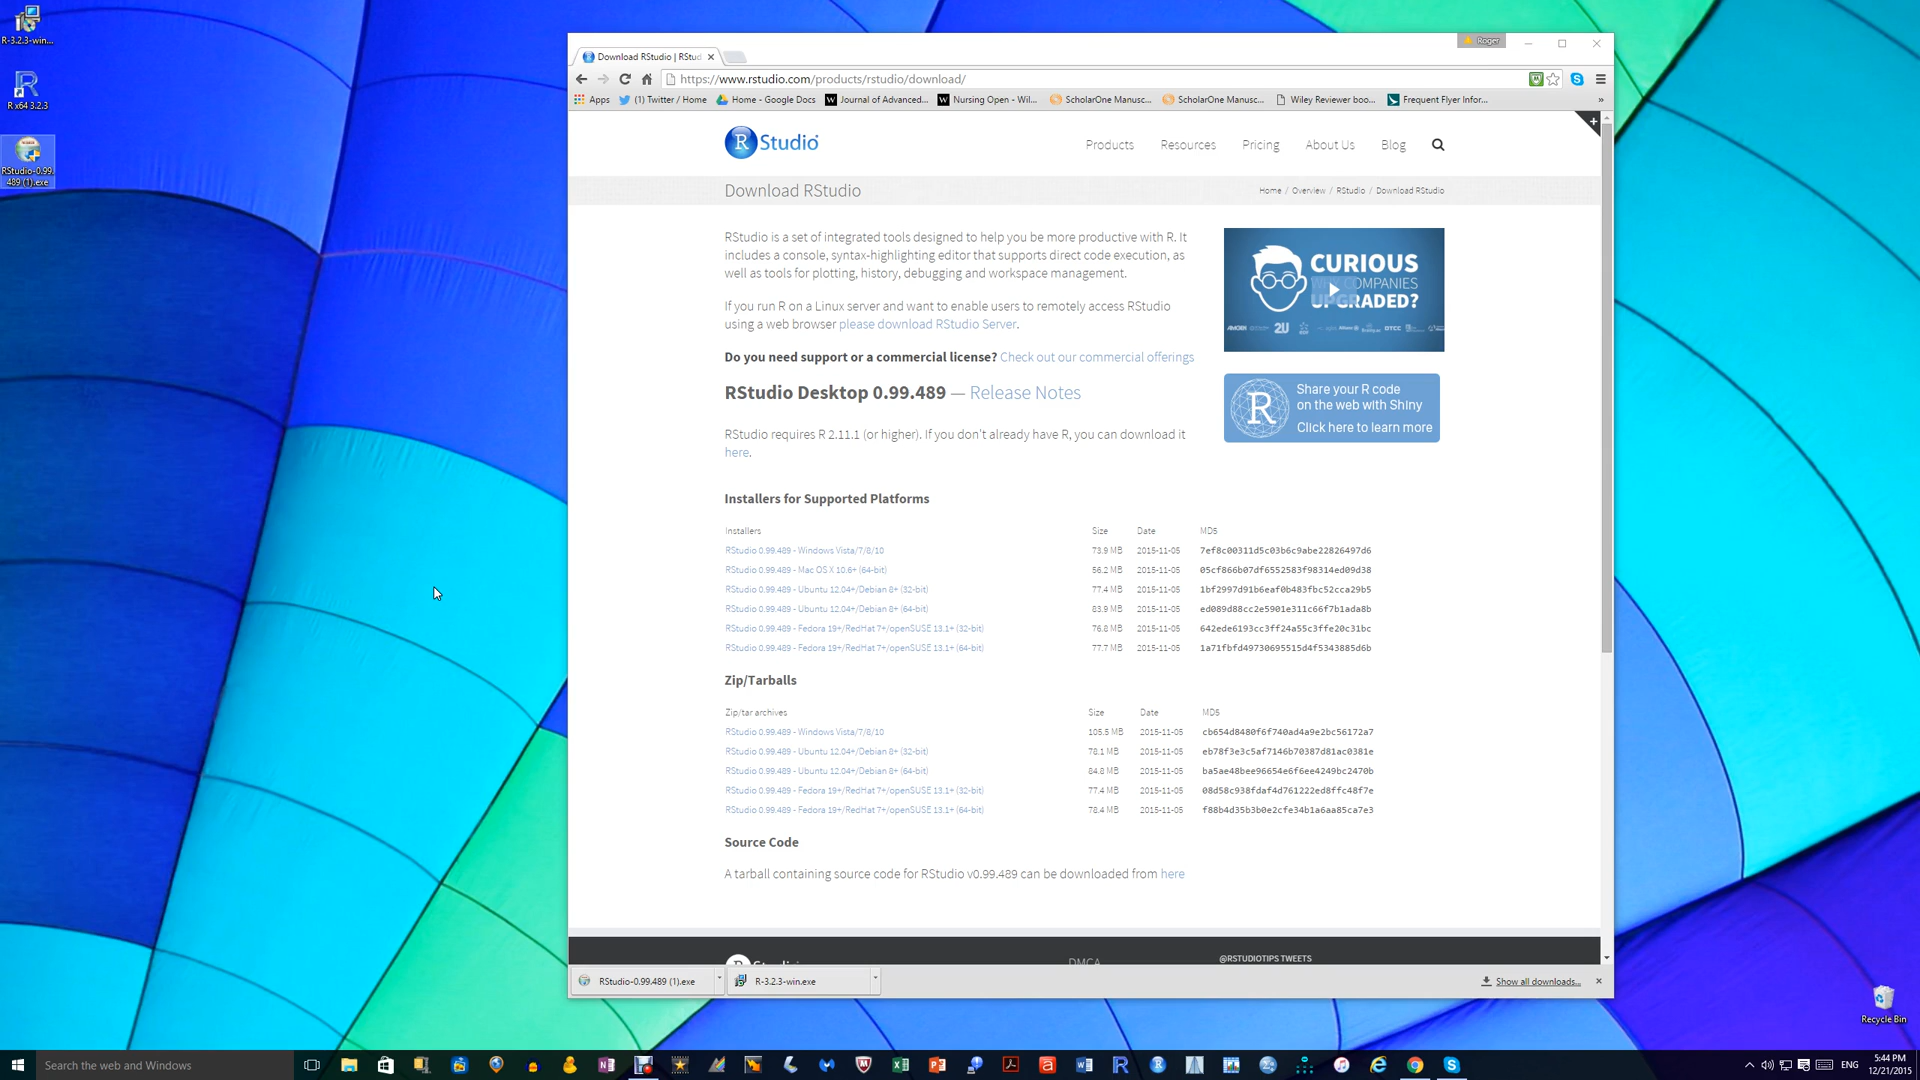 R-3.2.3-win...
R x64 3.2.3
RStudio-0.99.
489 (1).exe
Download RStudio | RStud
Roger
https://www.rstudio.com/products/rstudio/download/
Apps
(1) Twitter / Home
Home - Google Docs
Journal of Advanced...
Nursing Open - Wil...
ScholarOne Manusc...
ScholarOne Manusc...
Wiley Reviewer boo...
Frequent Flyer Infor...
»
R Studio
Products
Resources
Pricing
About Us
Blog
Download RStudio
Home / Overview / RStudio / Download RStudio
RStudio is a set of integrated tools designed to help you be more productive with R. It
includes a console, syntax-highlighting editor that supports direct code execution, as
well as tools for plotting, history, debugging and workspace management.
If you run R on a Linux server and want to enable users to remotely access RStudio
using a web browser please download RStudio Server.
Do you need support or a commercial license? Check out our commercial offerings
CURIOUS
COMPANIES
UPGRADED?
2U
DTCC
Share your R code
on the web with Shiny
Click here to learn more
RStudio Desktop 0.99.489 — Release Notes
RStudio requires R 2.11.1 (or higher). If you don't already have R, you can download it
here.
Installers for Supported Platforms
Installers Size Date MD5
RStudio 0.99.489 - Windows Vista/7/8/10 73.9 MB 2015-11-05 7ef8c00311d5c03b6c9abe22826497d6
RStudio 0.99.489 - Mac OS X 10.6+ (64-bit) 56.2 MB 2015-11-05 05cf866b07df6552583f98314ed09d38
RStudio 0.99.489 - Ubuntu 12.04+/Debian 8+ (32-bit) 77.4 MB 2015-11-05 1bf2997d91b6eaf0b483fbc52cca29b5
RStudio 0.99.489 - Ubuntu 12.04+/Debian 8+ (64-bit) 83.9 MB 2015-11-05 ed089d88cc2e5901e311c66f7b1ada8b
RStudio 0.99.489 - Fedora 19+/RedHat 7+/openSUSE 13.1+ (32-bit) 76.8 MB 2015-11-05 642ede6193cc3ff24a55c3ffe20c31bc
RStudio 0.99.489 - Fedora 19+/RedHat 7+/openSUSE 13.1+ (64-bit) 77.7 MB 2015-11-05 1a71fbfd49730695515d4f5343885d6b
Zip/Tarballs
Zip/tar archives Size Date MD5
RStudio 0.99.489 - Windows Vista/7/8/10 105.5 MB 2015-11-05 cb654d8480f6f740ad4a9e2bc56172a7
RStudio 0.99.489 - Ubuntu 12.04+/Debian 8+ (32-bit) 78.1 MB 2015-11-05 eb78f3e3c5af7146b70387d81ac0381e
RStudio 0.99.489 - Ubuntu 12.04+/Debian 8+ (64-bit) 84.8 MB 2015-11-05 ba5ae48bee96654e6f6ee4249bc2470b
RStudio 0.99.489 - Fedora 19+/RedHat 7+/openSUSE 13.1+ (32-bit) 77.4 MB 2015-11-05 08d58c938fdaf4d761222ed8ffc48f7e
RStudio 0.99.489 - Fedora 19+/RedHat 7+/openSUSE 13.1+ (64-bit) 78.4 MB 2015-11-05 f88b4d35b3b0e2cfe34b1a6aa85ca7e3
Source Code
A tarball containing source code for RStudio v0.99.489 can be downloaded from here
DMCA
@RSTUDIOTIPS TWEETS
RStudio-0.99.489 (1).exe
R-3.2.3-win.exe
Show all downloads...
Recycle Bin
Search the web and Windows
ENG
5:44 PM
12/21/2015